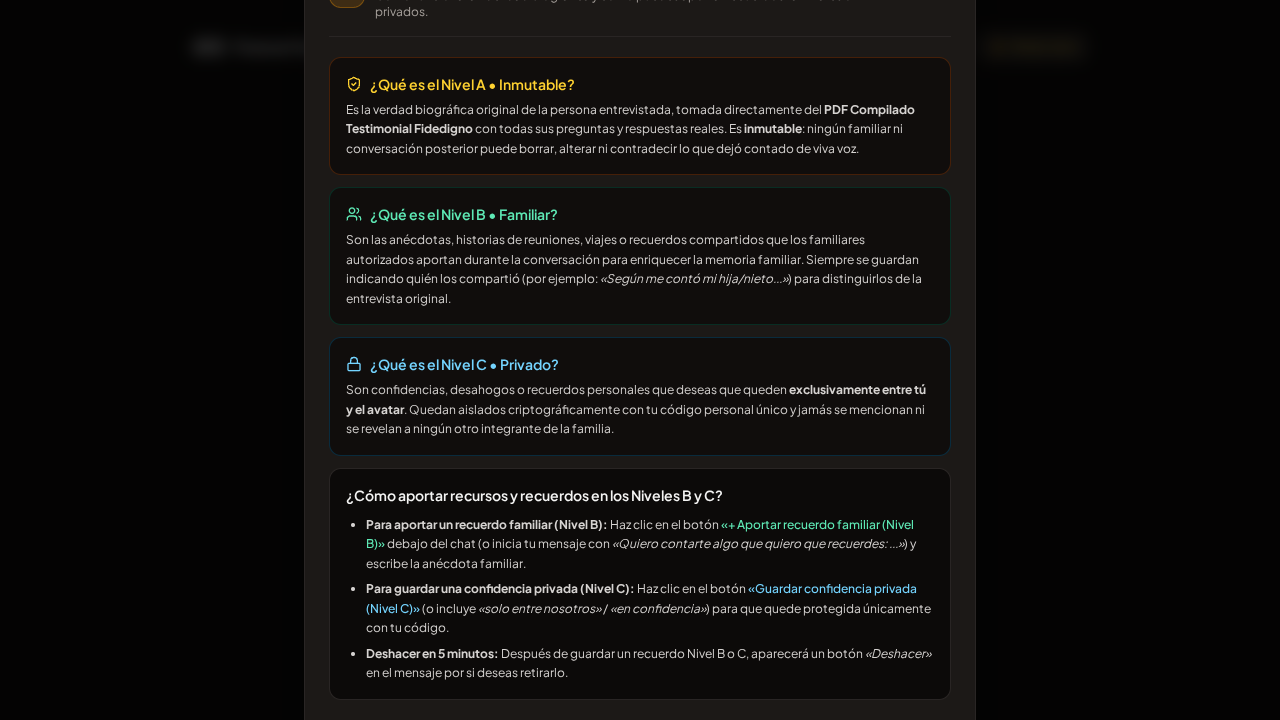 privados.
¿Qué es el Nivel A • Inmutable?
Es la verdad biográfica original de la persona entrevistada, tomada directamente del PDF Compilado
Testimonial Fidedigno con todas sus preguntas y respuestas reales. Es inmutable: ningún familiar ni
conversación posterior puede borrar, alterar ni contradecir lo que dejó contado de viva voz.
¿Qué es el Nivel B • Familiar?
Son las anécdotas, historias de reuniones, viajes o recuerdos compartidos que los familiares
autorizados aportan durante la conversación para enriquecer la memoria familiar. Siempre se guardan
indicando quién los compartió (por ejemplo: «Según me contó mi hija/nieto...») para distinguirlos de la
entrevista original.
¿Qué es el Nivel C • Privado?
Son confidencias, desahogos o recuerdos personales que deseas que queden exclusivamente entre tú
y el avatar. Quedan aislados criptográficamente con tu código personal único y jamás se mencionan ni
se revelan a ningún otro integrante de la familia.
¿Cómo aportar recursos y recuerdos en los Niveles B y C?
• Para aportar un recuerdo familiar (Nivel B): Haz clic en el botón «+ Aportar recuerdo familiar (Nivel
B)» debajo del chat (o inicia tu mensaje con «Quiero contarte algo que quiero que recuerdes: ...») y
escribe la anécdota familiar.
• Para guardar una confidencia privada (Nivel C): Haz clic en el botón «Guardar confidencia privada
(Nivel C)» (o incluye «solo entre nosotros» / «en confidencia») para que quede protegida únicamente
con tu código.
• Deshacer en 5 minutos: Después de guardar un recuerdo Nivel B o C, aparecerá un botón «Deshacer»
en el mensaje por si deseas retirarlo.